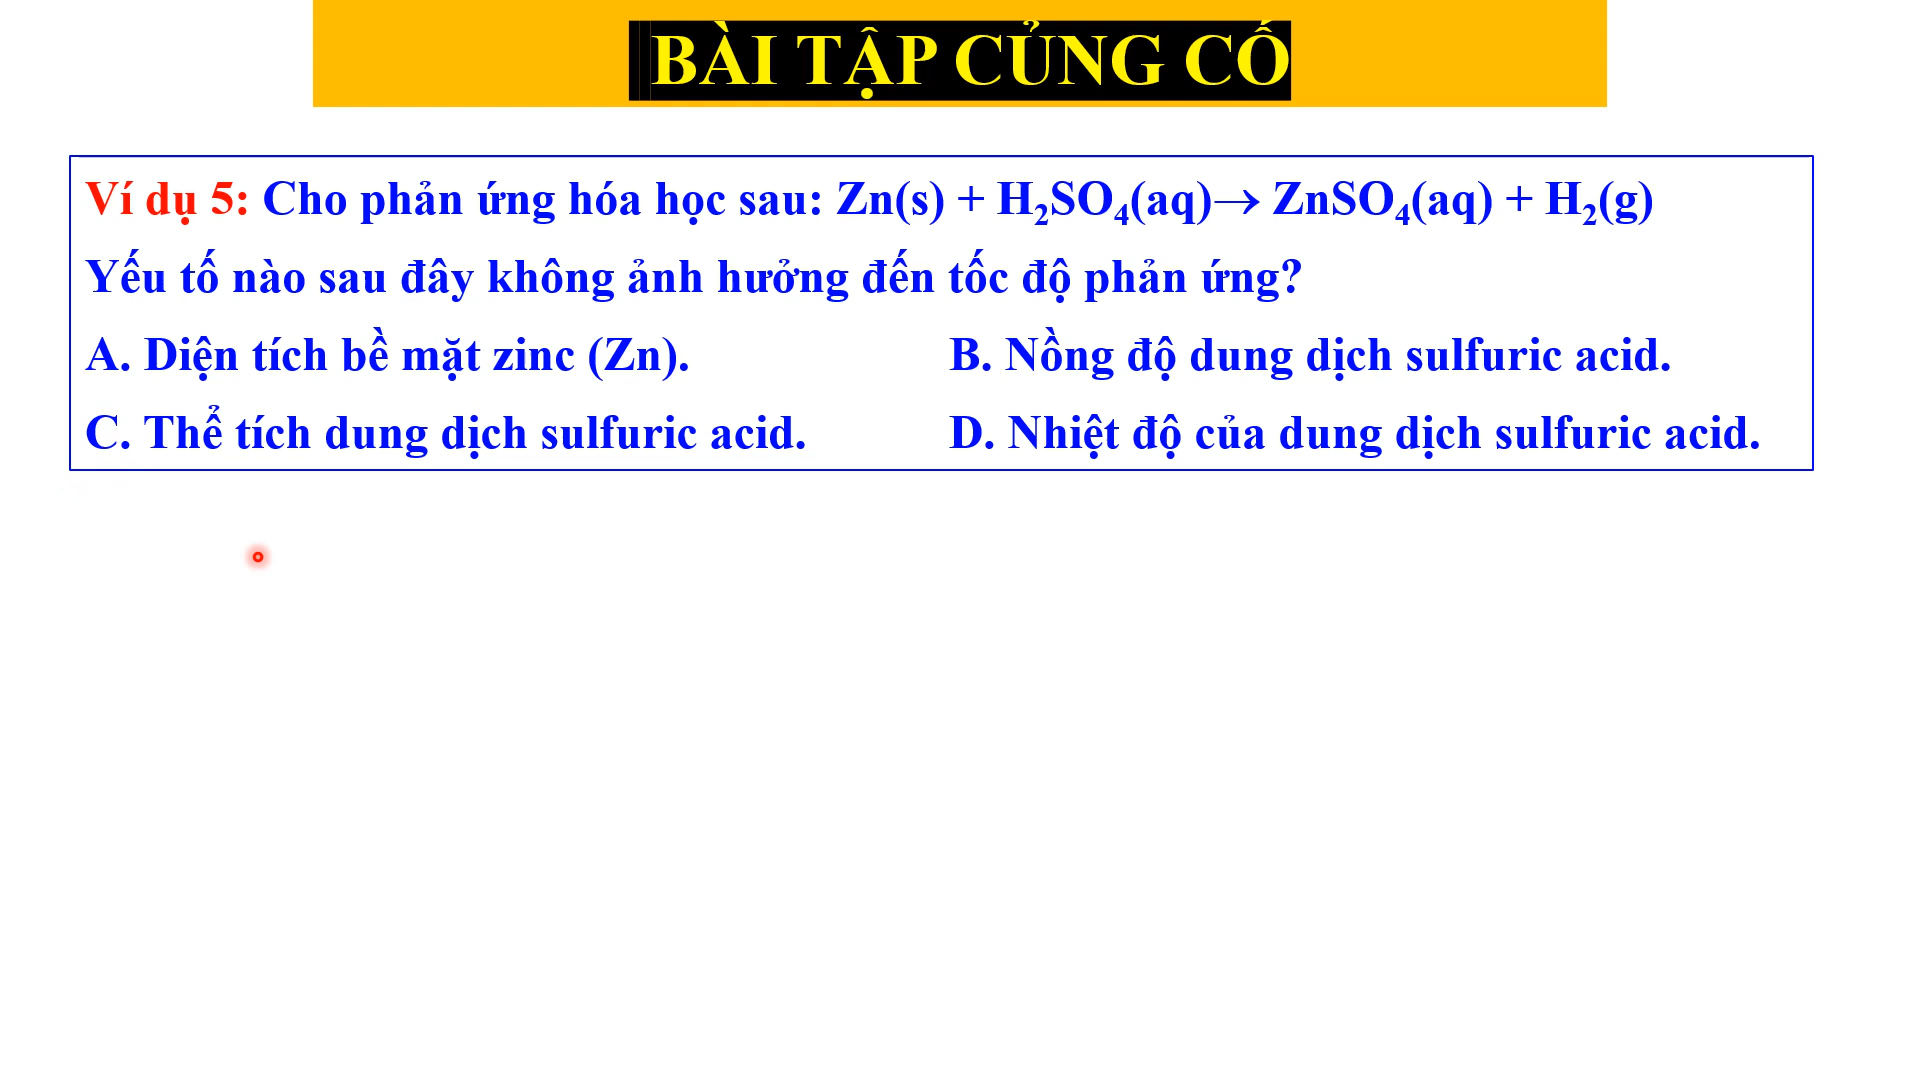 BÀI TẬP CỦNG CỐ
Ví dụ 5: Cho phản ứng hóa học sau: Zn(s) + H₂SO₄(aq)→ ZnSO₄(aq) + H₂(g)
Yếu tố nào sau đây không ảnh hưởng đến tốc độ phản ứng?
A. Diện tích bề mặt zinc (Zn). B. Nồng độ dung dịch sulfuric acid.
C. Thể tích dung dịch sulfuric acid. D. Nhiệt độ của dung dịch sulfuric acid.